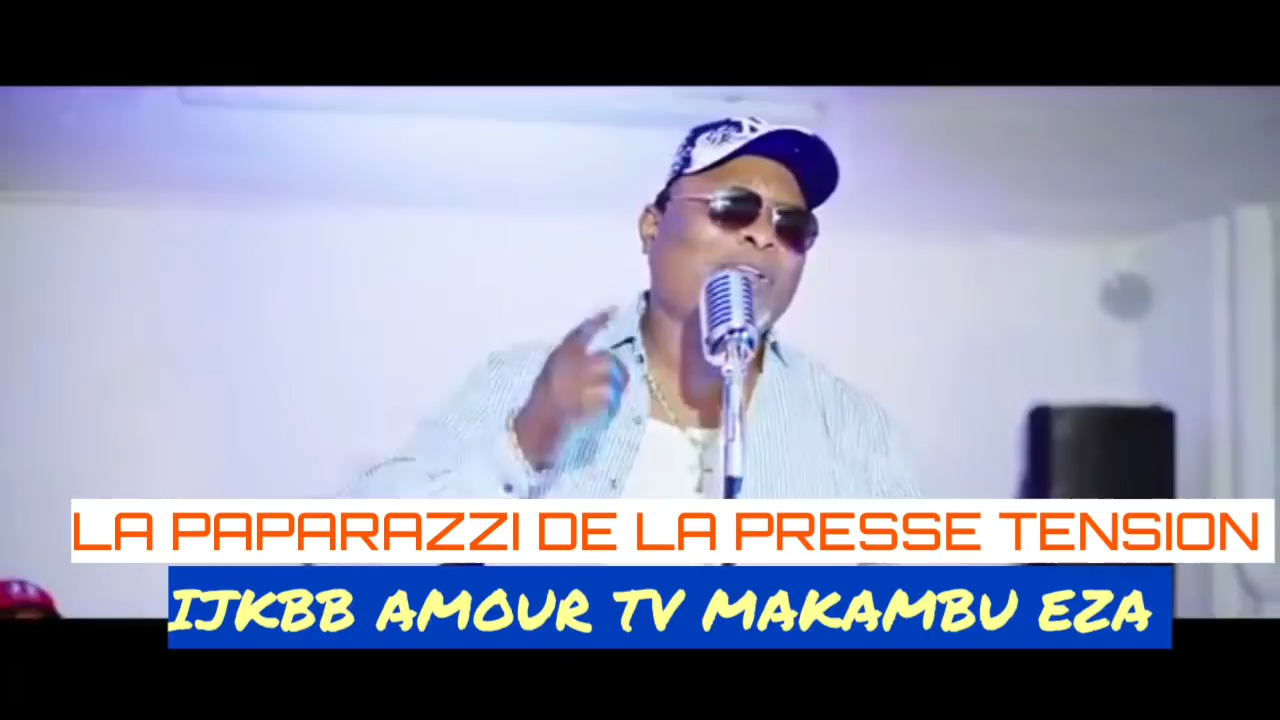 LA PAPARAZZI DE LA PRESSE TENSION
IJKBB AMOUR TV MAKAMBU EZA